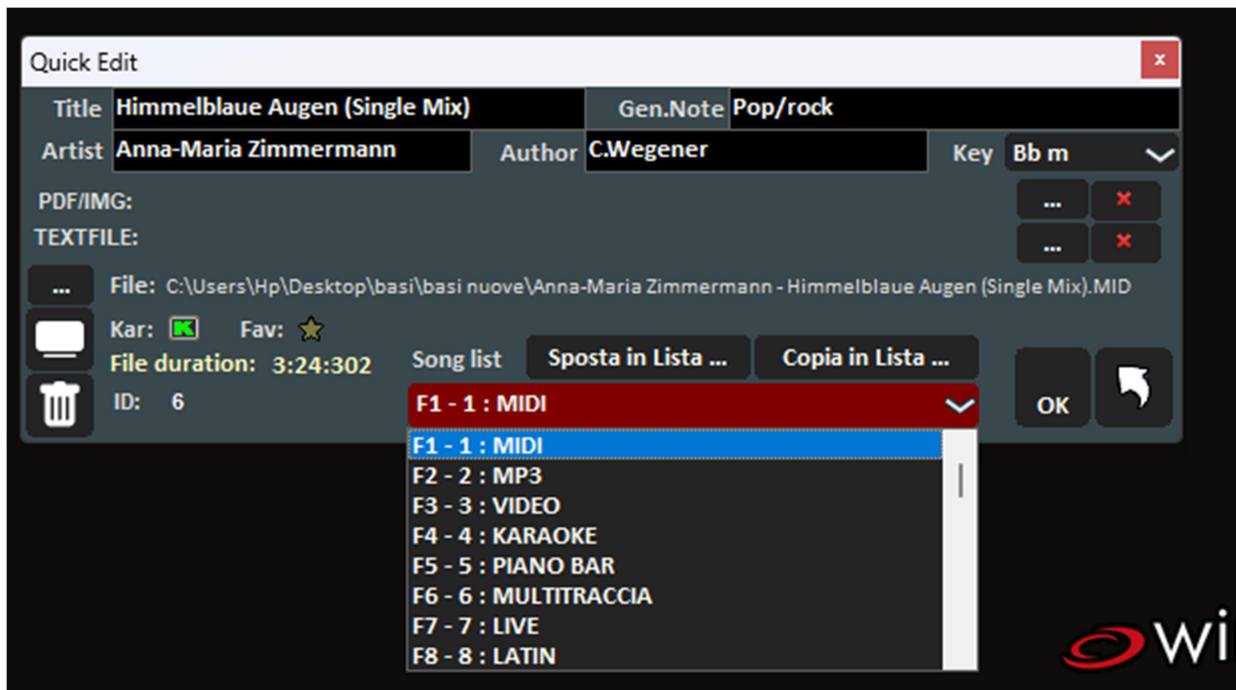 Quick Edit x
Title Himmelblaue Augen (Single Mix) Gen.Note Pop/rock
Artist Anna-Maria Zimmermann Author C.Wegener Key Bb m
PDF/IMG: ...
TEXTFILE: ...
... File: C:\Users\Hp\Desktop\basi\basi nuove\Anna-Maria Zimmermann - Himmelblaue Augen (Single Mix).MID
Kar: K Fav:
File duration: 3:24:302 Song list Sposta in Lista ... Copia in Lista ...
ID: 6 F1 - 1 : MIDI OK
F1 - 1 : MIDI
F2 - 2 : MP3
F3 - 3 : VIDEO
F4 - 4 : KARAOKE
F5 - 5 : PIANO BAR
F6 - 6 : MULTITRACCIA
F7 - 7 : LIVE
F8 - 8 : LATIN
wi